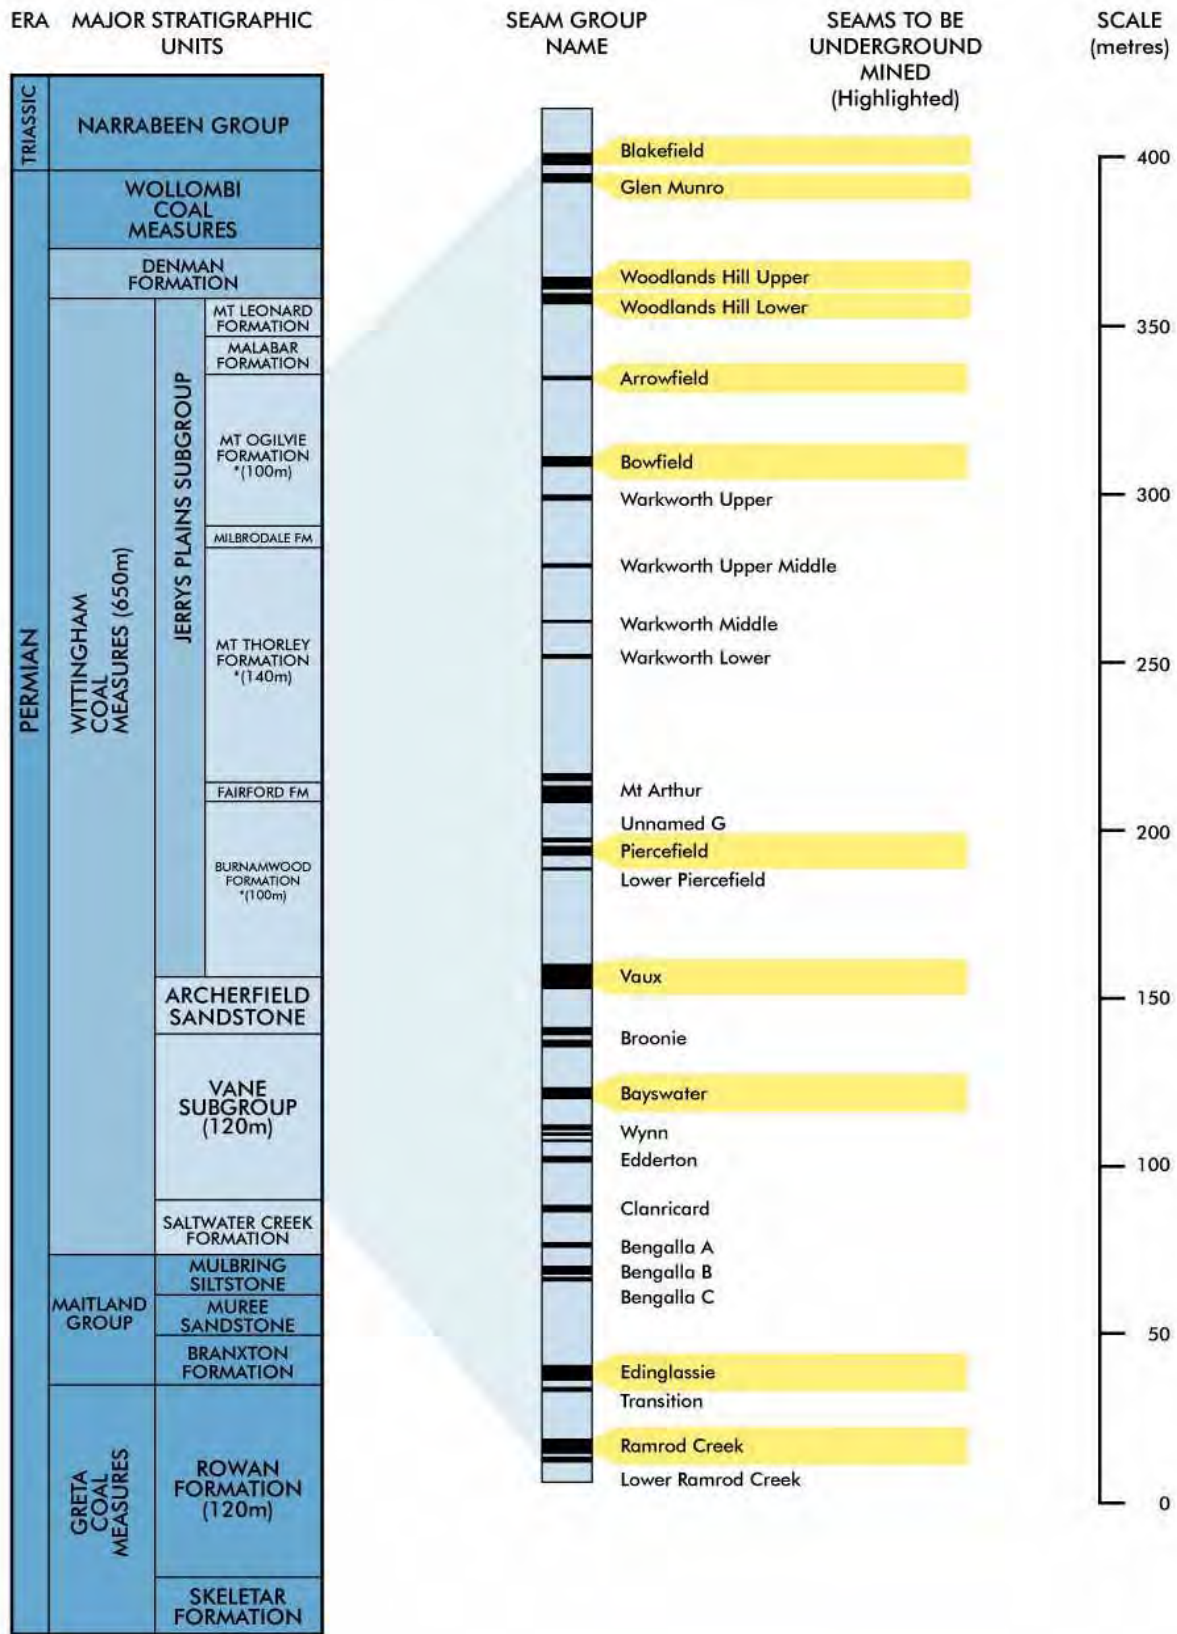 ERA
MAJOR STRATIGRAPHIC
UNITS
SEAM GROUP
NAME
SEAMS TO BE
UNDERGROUND
MINED
(Highlighted)
SCALE
(metres)
TRIASSIC
NARRABEEN GROUP
PERMIAN
WOLLOMBI
COAL
MEASURES
DENMAN
FORMATION
WITTINGHAM
COAL
MEASURES (650m)
JERRYS PLAINS SUBGROUP
MT LEONARD
FORMATION
MALABAR
FORMATION
MT OGILVIE
FORMATION
*(100m)
MILBRODALE FM
MT THORLEY
FORMATION
*(140m)
FAIRFORD FM
BURNAMWOOD
FORMATION
*(100m)
ARCHERFIELD
SANDSTONE
VANE
SUBGROUP
(120m)
SALTWATER CREEK
FORMATION
MAITLAND
GROUP
MULBRING
SILTSTONE
MUREE
SANDSTONE
BRANXTON
FORMATION
GRETA
COAL
MEASURES
ROWAN
FORMATION
(120m)
SKELETAR
FORMATION
Blakefield
Glen Munro
Woodlands Hill Upper
Woodlands Hill Lower
Arrowfield
Bowfield
Warkworth Upper
Warkworth Upper Middle
Warkworth Middle
Warkworth Lower
Mt Arthur
Unnamed G
Piercefield
Lower Piercefield
Vaux
Broonie
Bayswater
Wynn
Edderton
Clanricard
Bengalla A
Bengalla B
Bengalla C
Edinglassie
Transition
Ramrod Creek
Lower Ramrod Creek
400
350
300
250
200
150
100
50
0